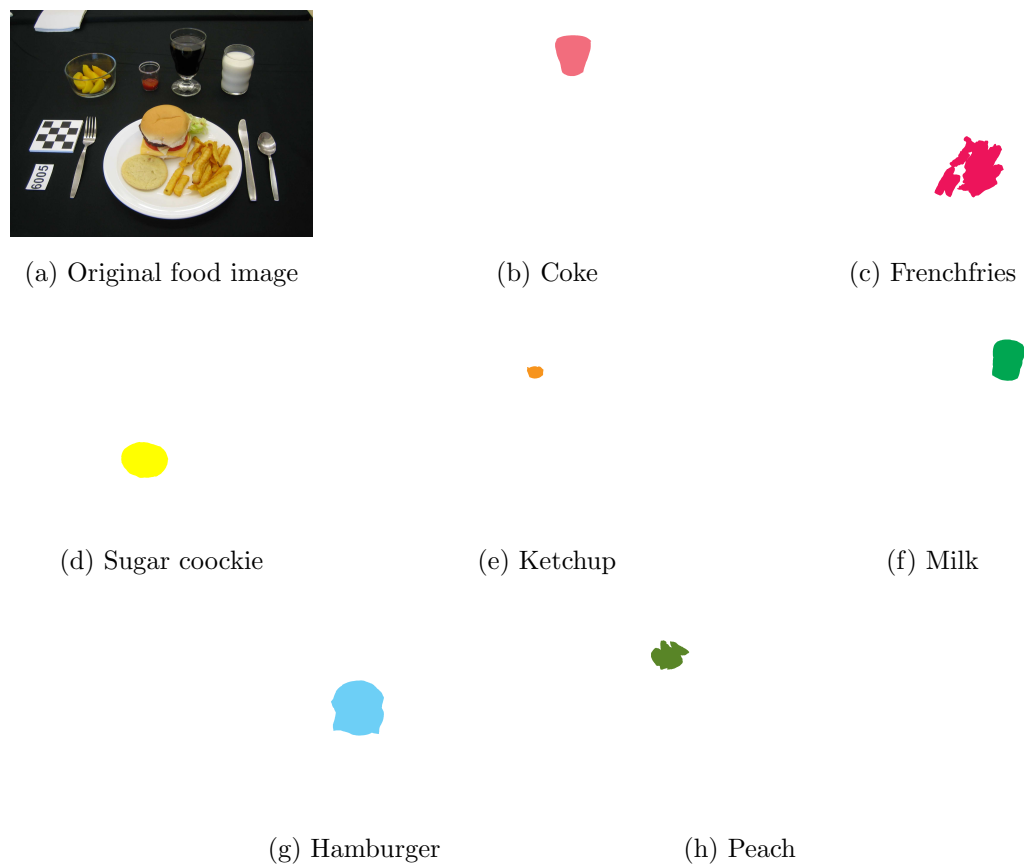 6005
(a) Original food image
(b) Coke
(c) Frenchfries
(d) Sugar coockie
(e) Ketchup
(f) Milk
(g) Hamburger
(h) Peach